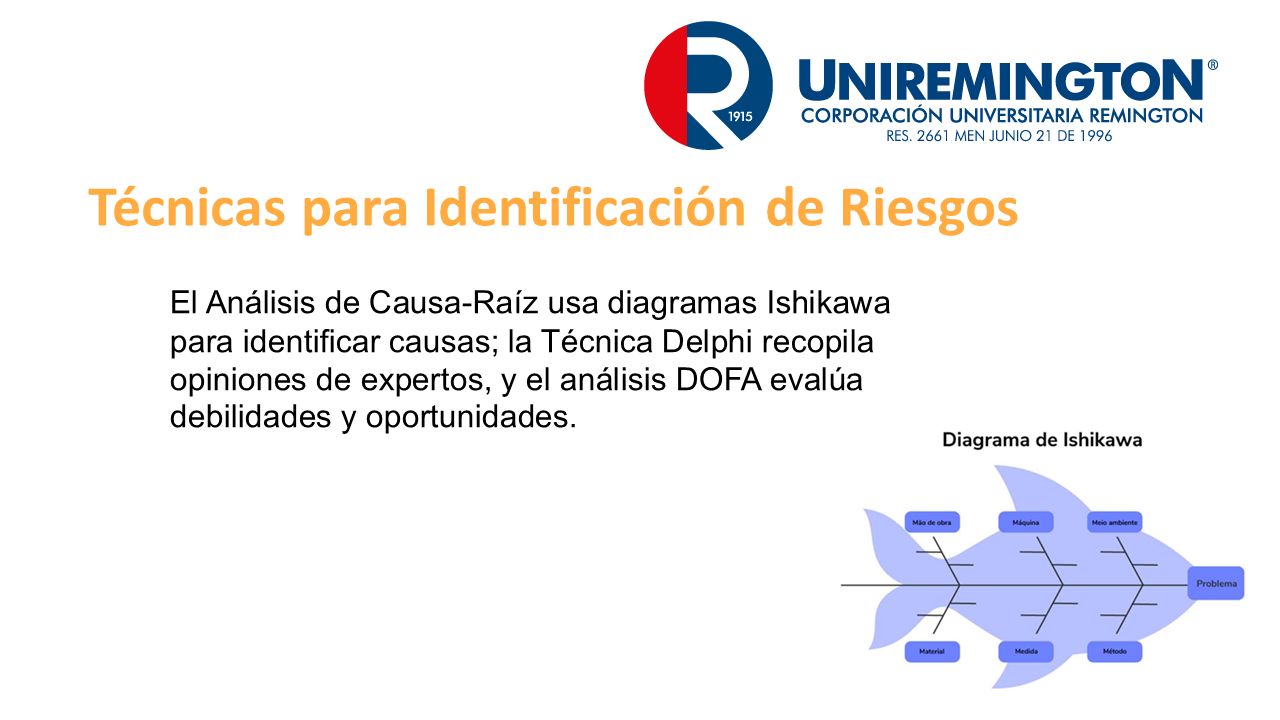 R
1915
UNIREMINGTON®
CORPORACIÓN UNIVERSITARIA REMINGTON
RES. 2661 MEN JUNIO 21 DE 1996
Técnicas para Identificación de Riesgos
El Análisis de Causa-Raíz usa diagramas Ishikawa
para identificar causas; la Técnica Delphi recopila
opiniones de expertos, y el análisis DOFA evalúa
debilidades y oportunidades.
Diagrama de Ishikawa
Mão de obra
Máquina
Meio ambiente
Problema
Material
Medida
Método